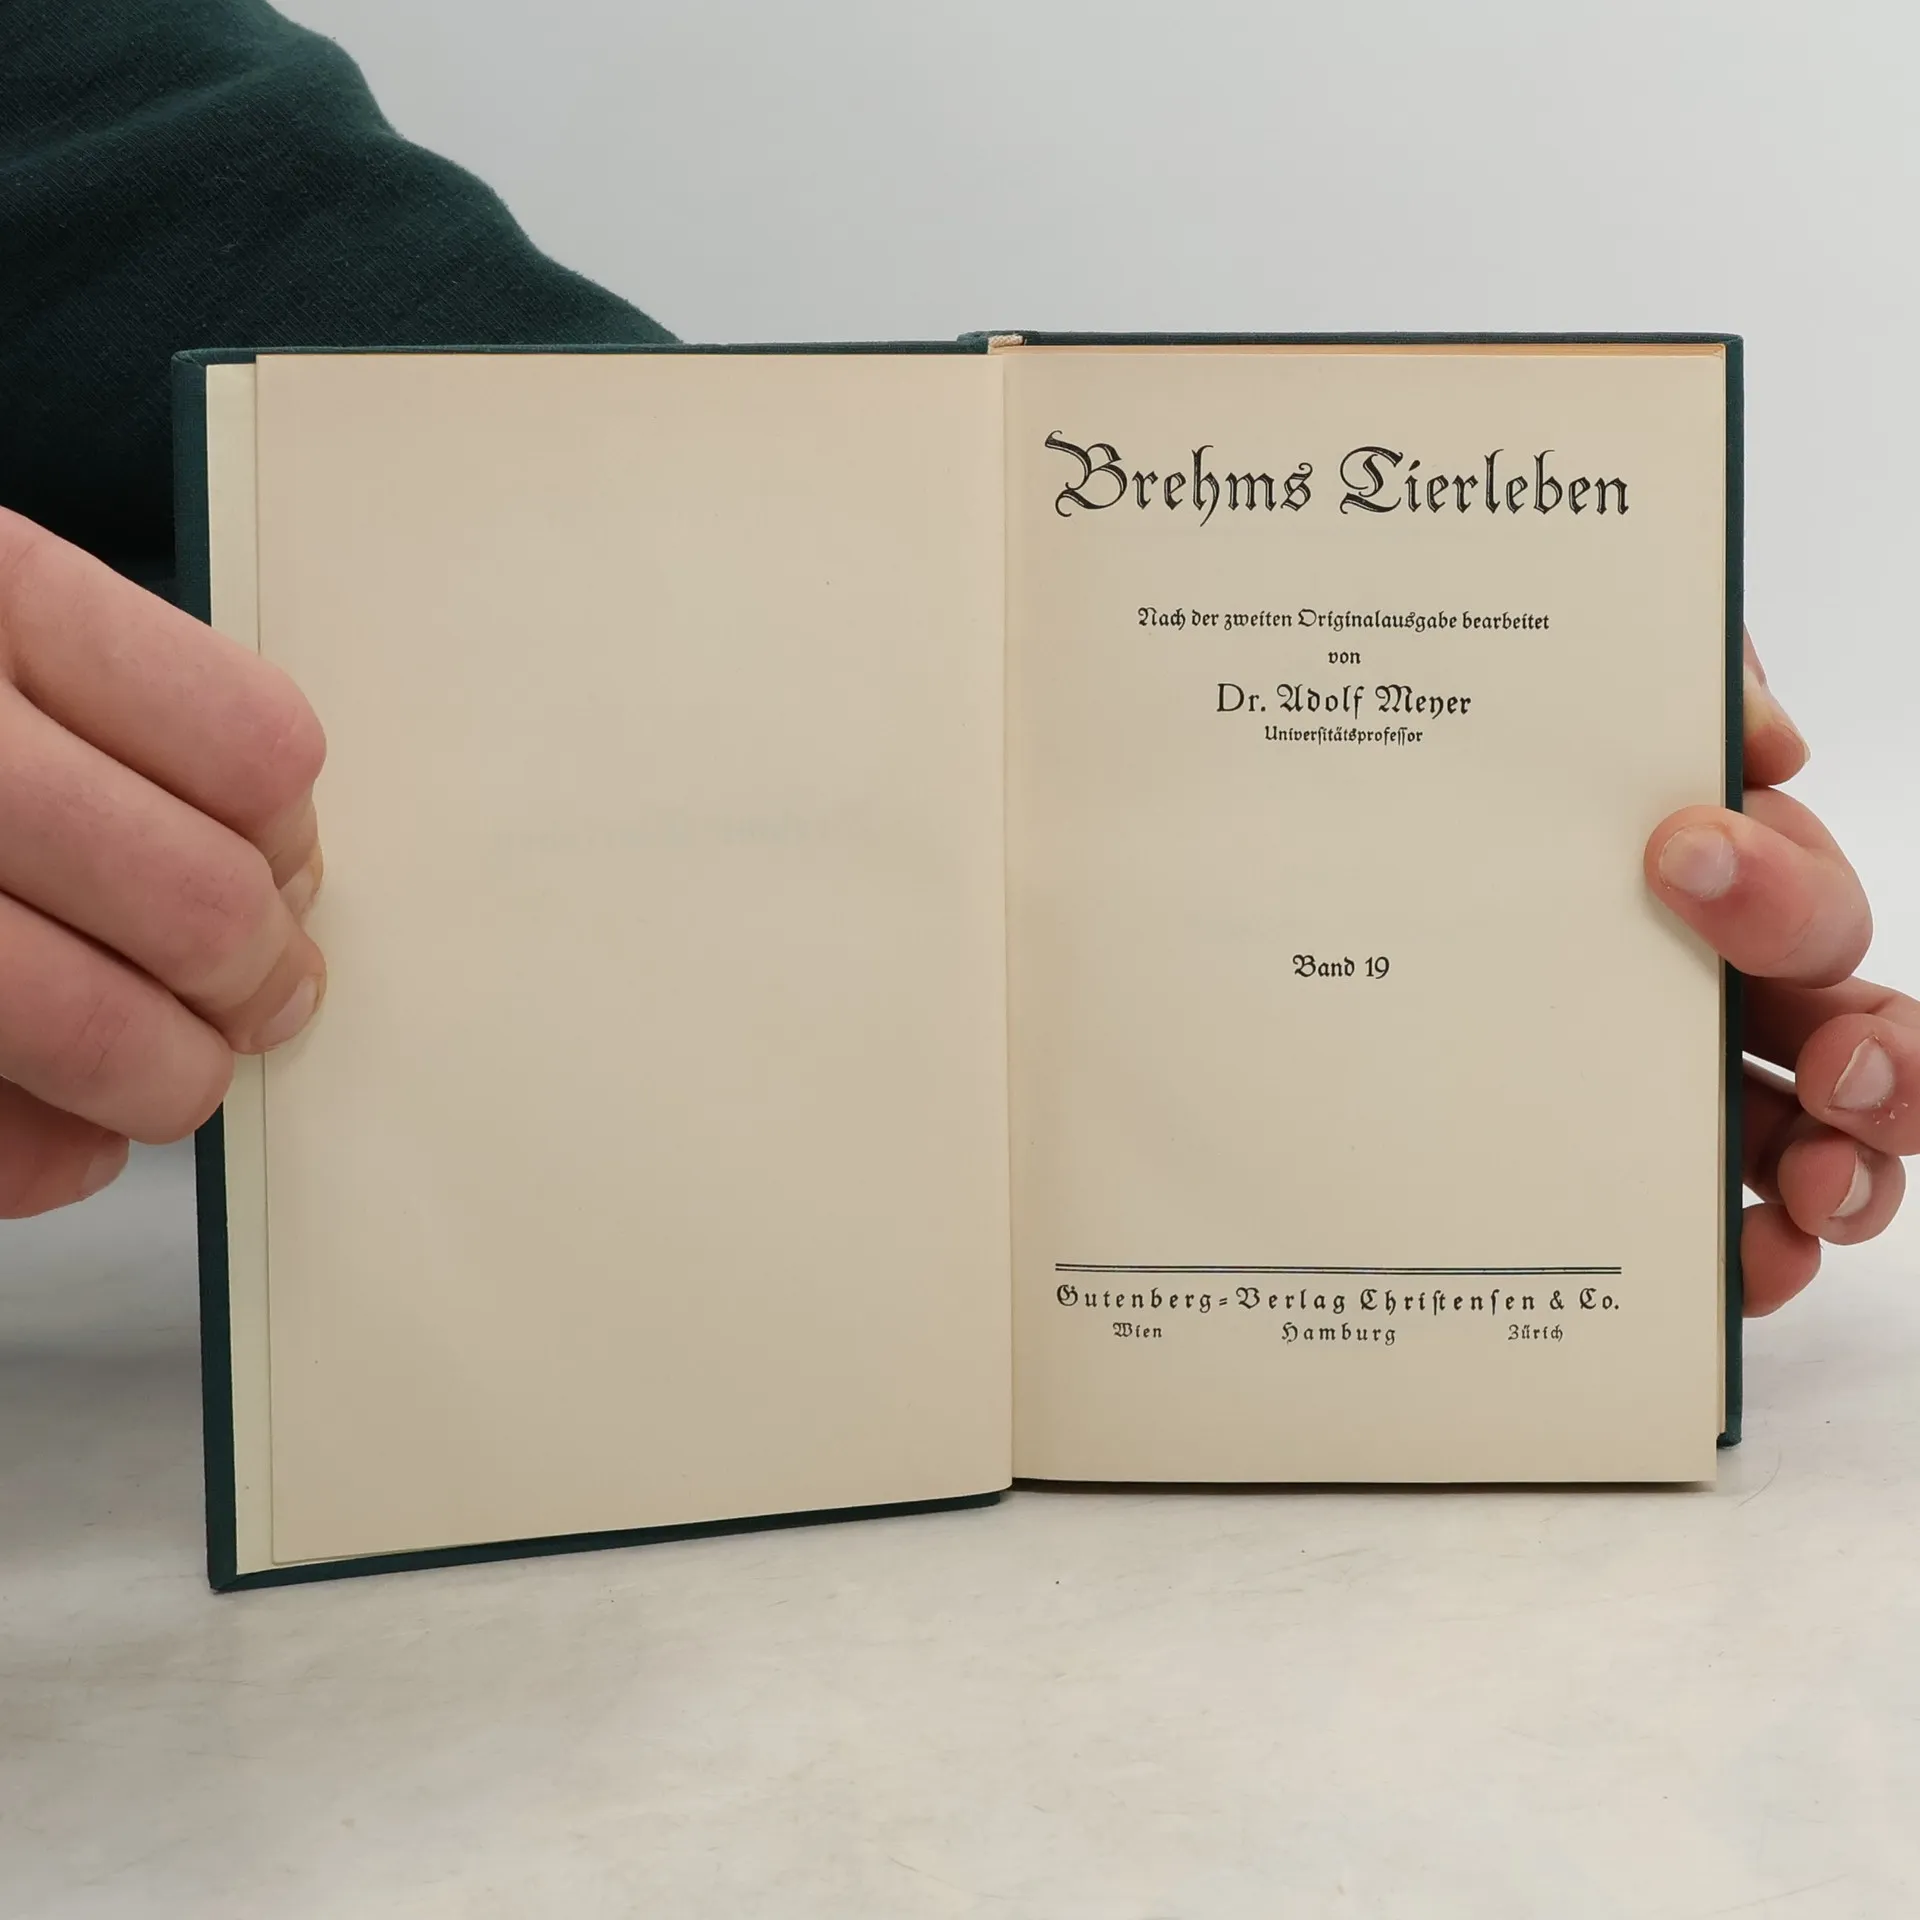 Brehms Tierleben
Nach der zweiten Originalausgabe bearbeitet
von
Dr. Adolf Meyer
Univerſitätsprofeſſor
Band 19
Gutenberg-Verlag Chriſtenſen & Co.
Wien Hamburg Zürich